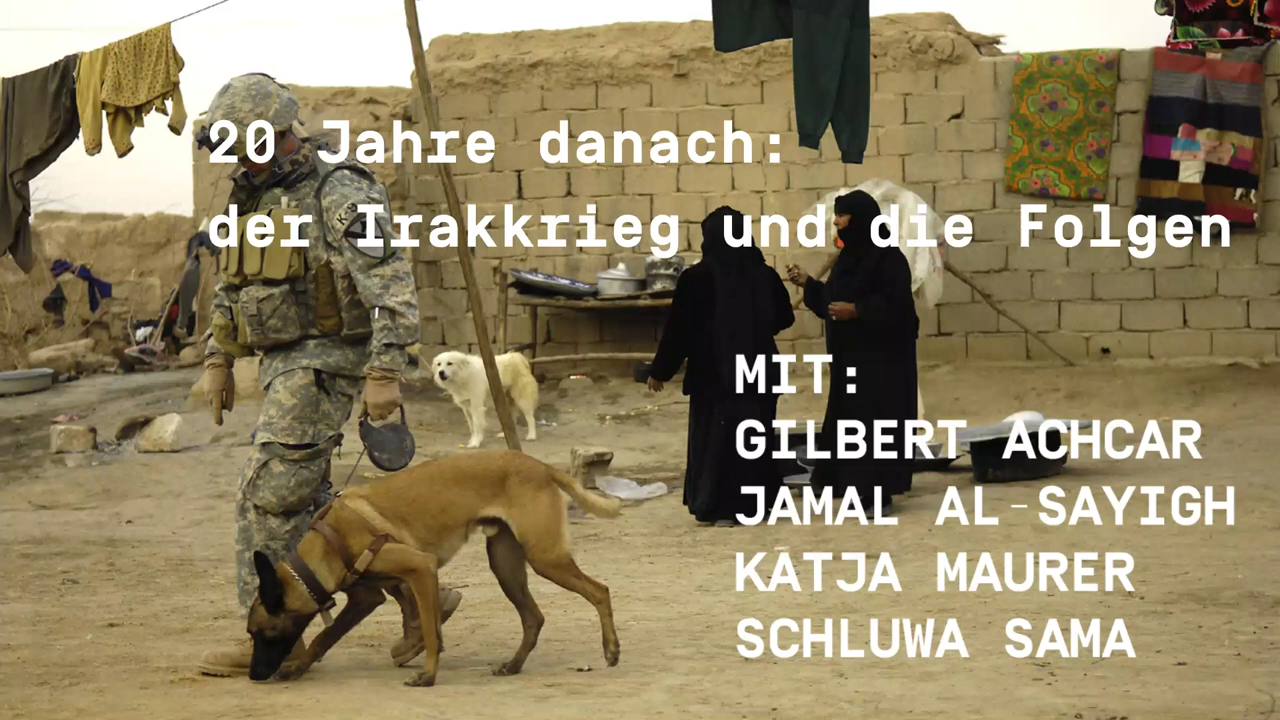 20 Jahre danach:
der Irakkrieg und die Folgen
MIT:
GILBERT ACHCAR
JAMAL AL-SAYIGH
KATJA MAURER
SCHLUWA SAMA